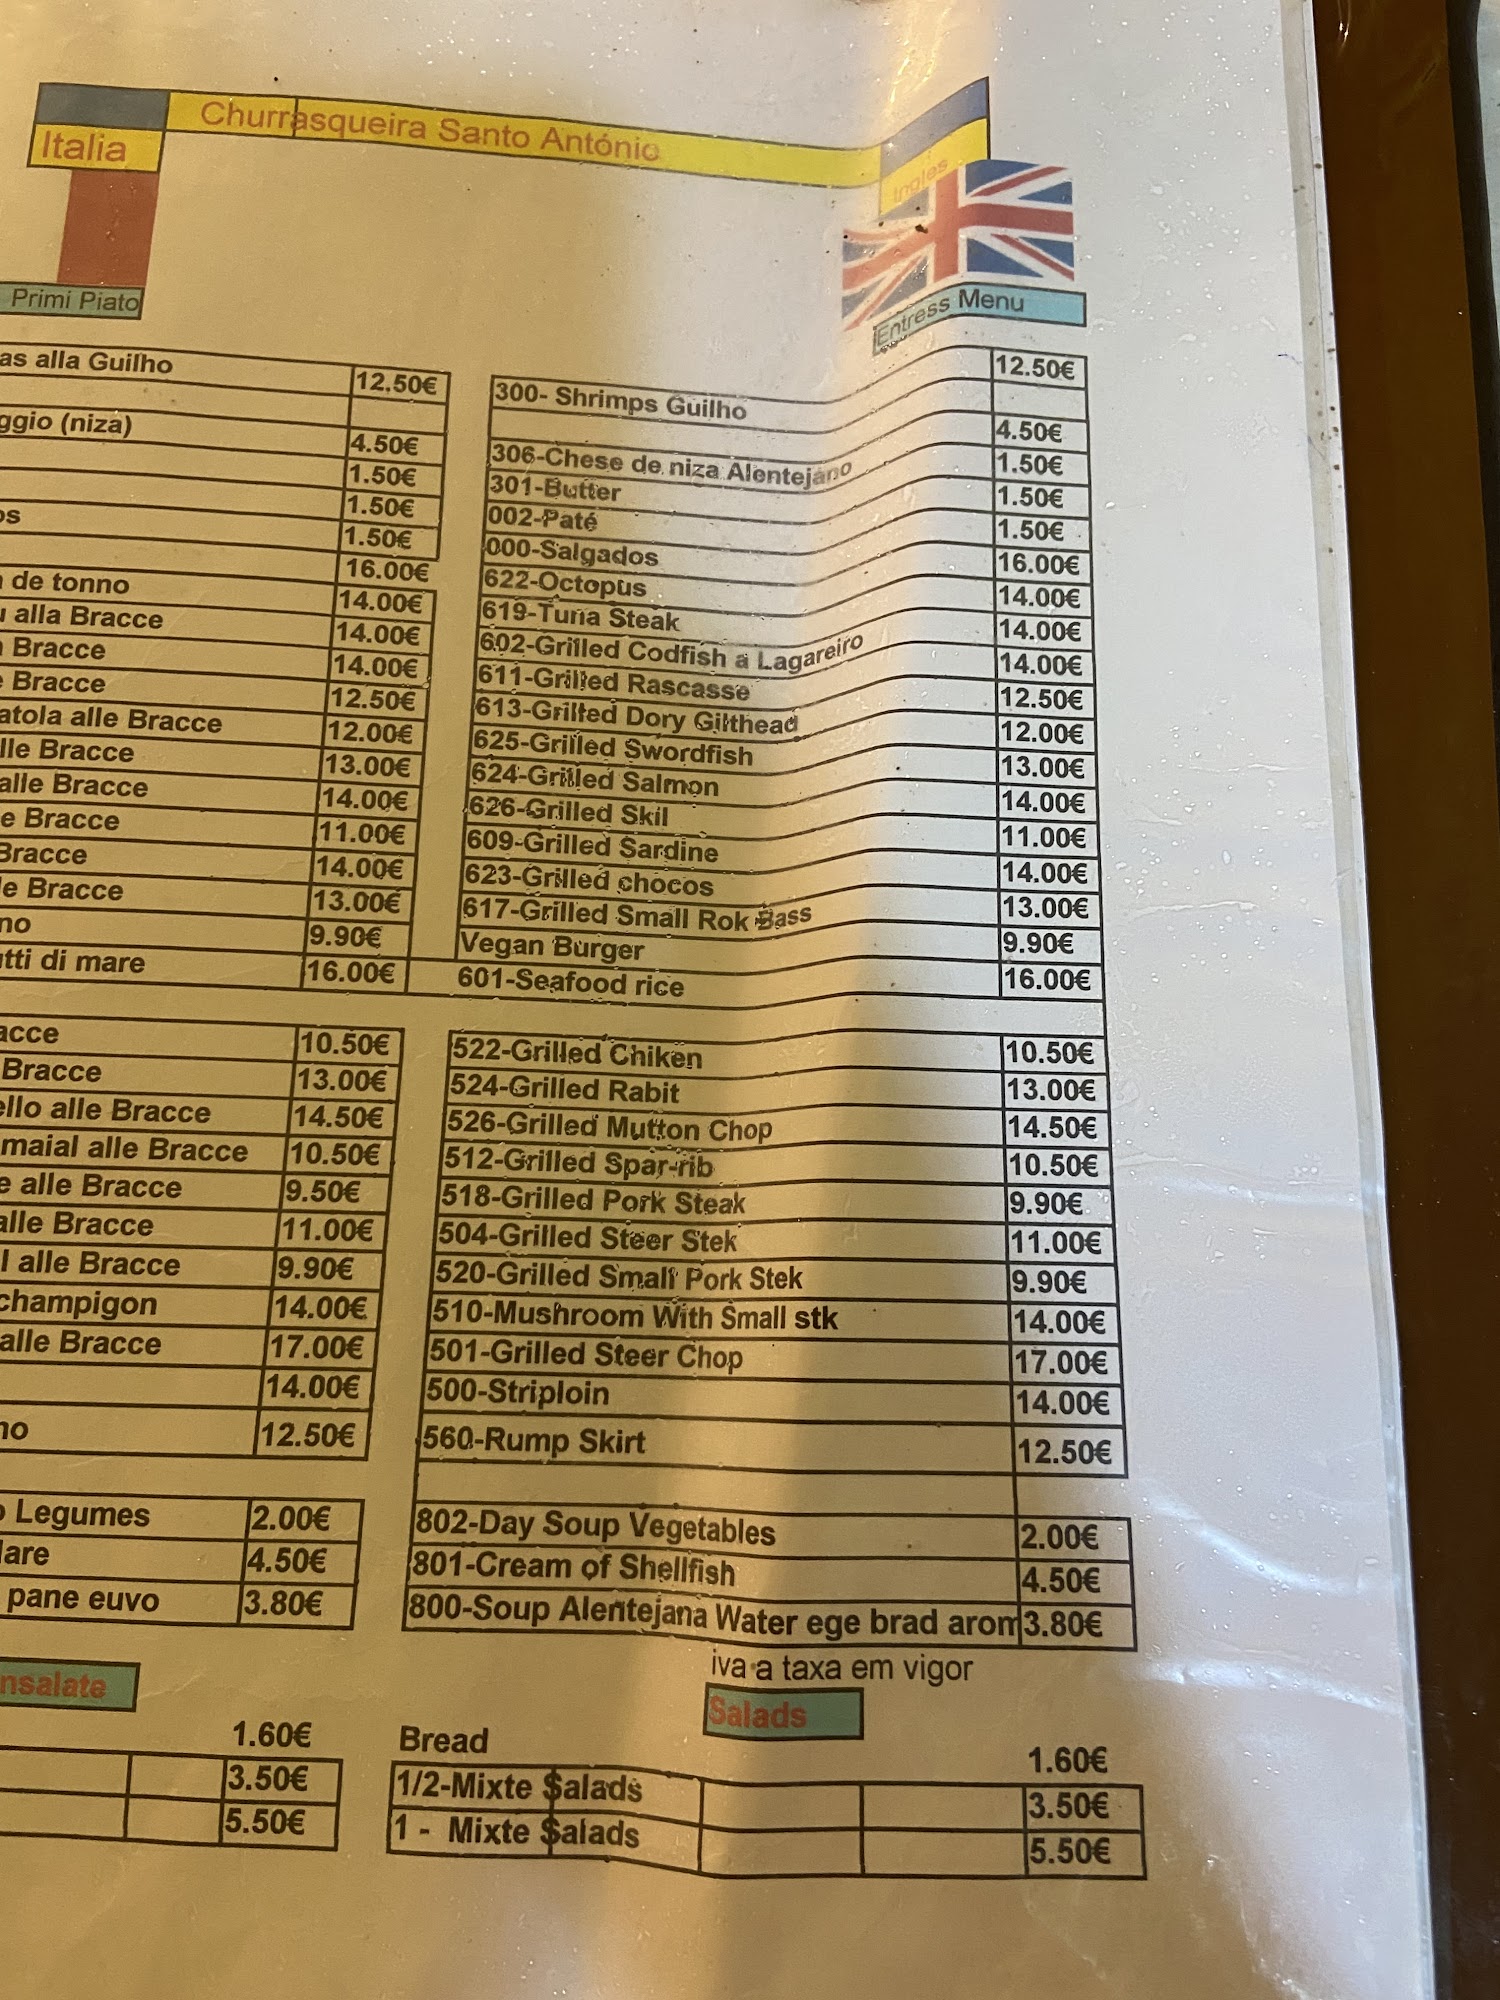 Churrasqueira Santo António
Italia
Ingles
Primi Piato
Entress Menu
as alla Guilho 12.50€
ggio (niza) 4.50€
1.50€
1.50€
os 1.50€
16.00€
de tonno 14.00€
alla Bracce 14.00€
Bracce 14.00€
Bracce 12.50€
atola alle Bracce 12.00€
lle Bracce 13.00€
alle Bracce 14.00€
e Bracce 11.00€
Bracce 14.00€
le Bracce 13.00€
no 9.90€
utti di mare 16.00€
acce 10.50€
Bracce 13.00€
ello alle Bracce 14.50€
maial alle Bracce 10.50€
e alle Bracce 9.50€
alle Bracce 11.00€
l alle Bracce 9.90€
champigon 14.00€
alle Bracce 17.00€
14.00€
no 12.50€
o Legumes 2.00€
Mare 4.50€
pane euvo 3.80€
nsalate
1.60€
3.50€
5.50€
300- Shrimps Guilho 12.50€
306-Chese de niza Alentejano 4.50€
301-Butter 1.50€
002-Paté 1.50€
000-Salgados 1.50€
622-Octopus 16.00€
619-Tuna Steak 14.00€
602-Grilled Codfish a Lagareiro 14.00€
611-Grilled Rascasse 14.00€
613-Grilled Dory Gilthead 12.50€
625-Grilled Swordfish 12.00€
624-Grilled Salmon 13.00€
626-Grilled Skil 14.00€
609-Grilled Sardine 11.00€
623-Grilled chocos 14.00€
617-Grilled Small Rok Bass 13.00€
Vegan Burger 9.90€
601-Seafood rice 16.00€
522-Grilled Chiken 10.50€
524-Grilled Rabit 13.00€
526-Grilled Mutton Chop 14.50€
512-Grilled Spar-rib 10.50€
518-Grilled Pork Steak 9.90€
504-Grilled Steer Stek 11.00€
520-Grilled Small Pork Stek 9.90€
510-Mushroom With Small stk 14.00€
501-Grilled Steer Chop 17.00€
500-Striploin 14.00€
560-Rump Skirt 12.50€
802-Day Soup Vegetables 2.00€
801-Cream of Shellfish 4.50€
800-Soup Alentejana Water ege brad arom 3.80€
iva a taxa em vigor
Salads
Bread 1.60€
1/2-Mixte Salads 3.50€
1 - Mixte Salads 5.50€